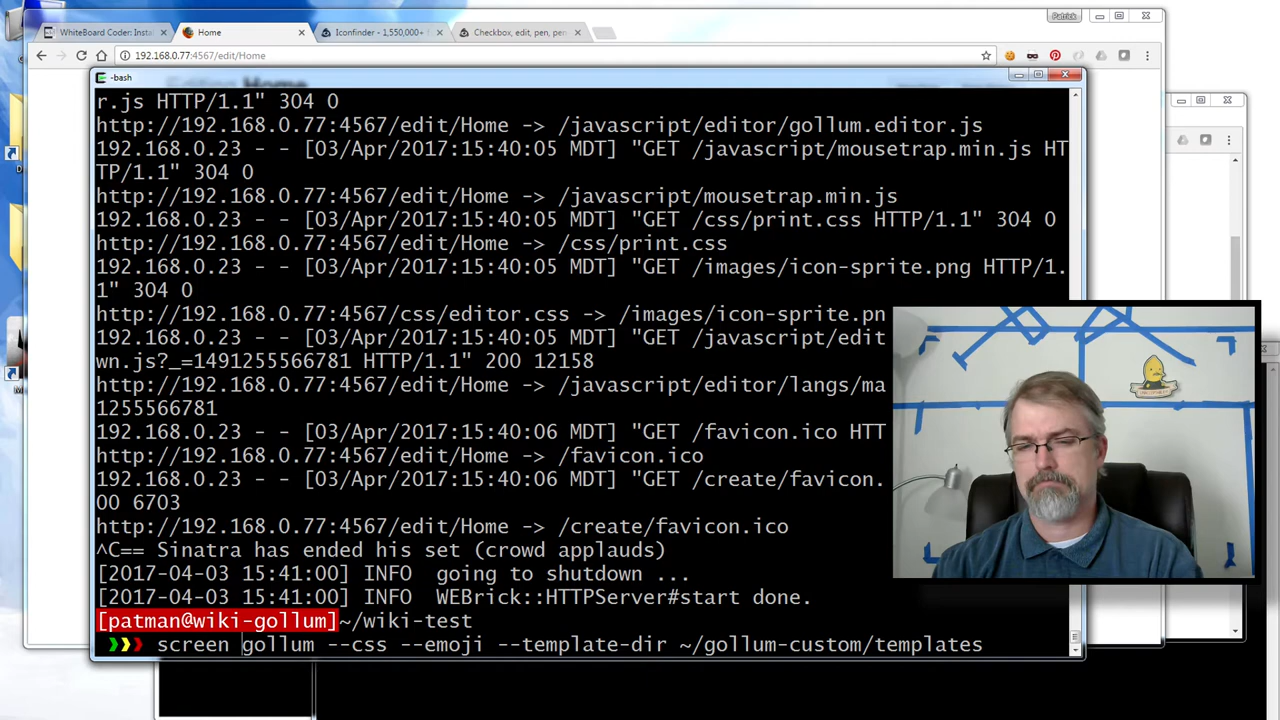 WhiteBoard Coder: Insta
Home
Iconfinder - 1,550,000+
Checkbox, edit, pen, pen
Patrick
192.168.0.77:4567/edit/Home
-bash
r.js HTTP/1.1" 304 0
http://192.168.0.77:4567/edit/Home -> /javascript/editor/gollum.editor.js
192.168.0.23 - - [03/Apr/2017:15:40:05 MDT] "GET /javascript/mousetrap.min.js HT
TP/1.1" 304 0
http://192.168.0.77:4567/edit/Home -> /javascript/mousetrap.min.js
192.168.0.23 - - [03/Apr/2017:15:40:05 MDT] "GET /css/print.css HTTP/1.1" 304 0
http://192.168.0.77:4567/edit/Home -> /css/print.css
192.168.0.23 - - [03/Apr/2017:15:40:05 MDT] "GET /images/icon-sprite.png HTTP/1.
1" 304 0
http://192.168.0.77:4567/css/editor.css -> /images/icon-sprite.pn
192.168.0.23 - - [03/Apr/2017:15:40:05 MDT] "GET /javascript/edit
wn.js?_=1491255566781 HTTP/1.1" 200 12158
http://192.168.0.77:4567/edit/Home -> /javascript/editor/langs/ma
1255566781
192.168.0.23 - - [03/Apr/2017:15:40:06 MDT] "GET /favicon.ico HTT
http://192.168.0.77:4567/edit/Home -> /favicon.ico
192.168.0.23 - - [03/Apr/2017:15:40:06 MDT] "GET /create/favicon.
00 6703
http://192.168.0.77:4567/edit/Home -> /create/favicon.ico
^C== Sinatra has ended his set (crowd applauds)
[2017-04-03 15:41:00] INFO  going to shutdown ...
[2017-04-03 15:41:00] INFO  WEBrick::HTTPServer#start done.
[patman@wiki-gollum]~/wiki-test
screen gollum --css --emoji --template-dir ~/gollum-custom/templates